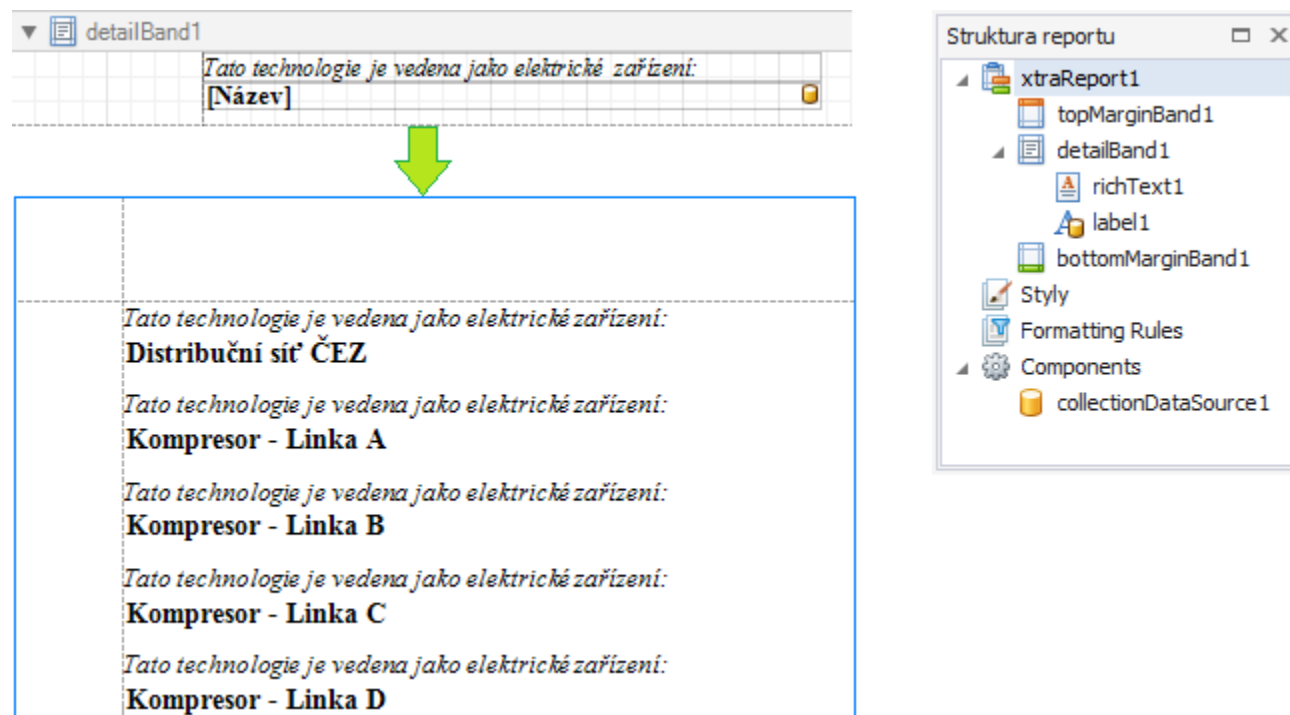 detailBand1
Tato technologie je vedena jako elektrické zařízení:
[Název]
Tato technologie je vedena jako elektrické zařízení:
Distribuční síť ČEZ
Tato technologie je vedena jako elektrické zařízení:
Kompresor - Linka A
Tato technologie je vedena jako elektrické zařízení:
Kompresor - Linka B
Tato technologie je vedena jako elektrické zařízení:
Kompresor - Linka C
Tato technologie je vedena jako elektrické zařízení:
Kompresor - Linka D
Struktura reportu
xtraReport1
topMarginBand1
detailBand1
richText1
label1
bottomMarginBand1
Styly
Formatting Rules
Components
collectionDataSource1